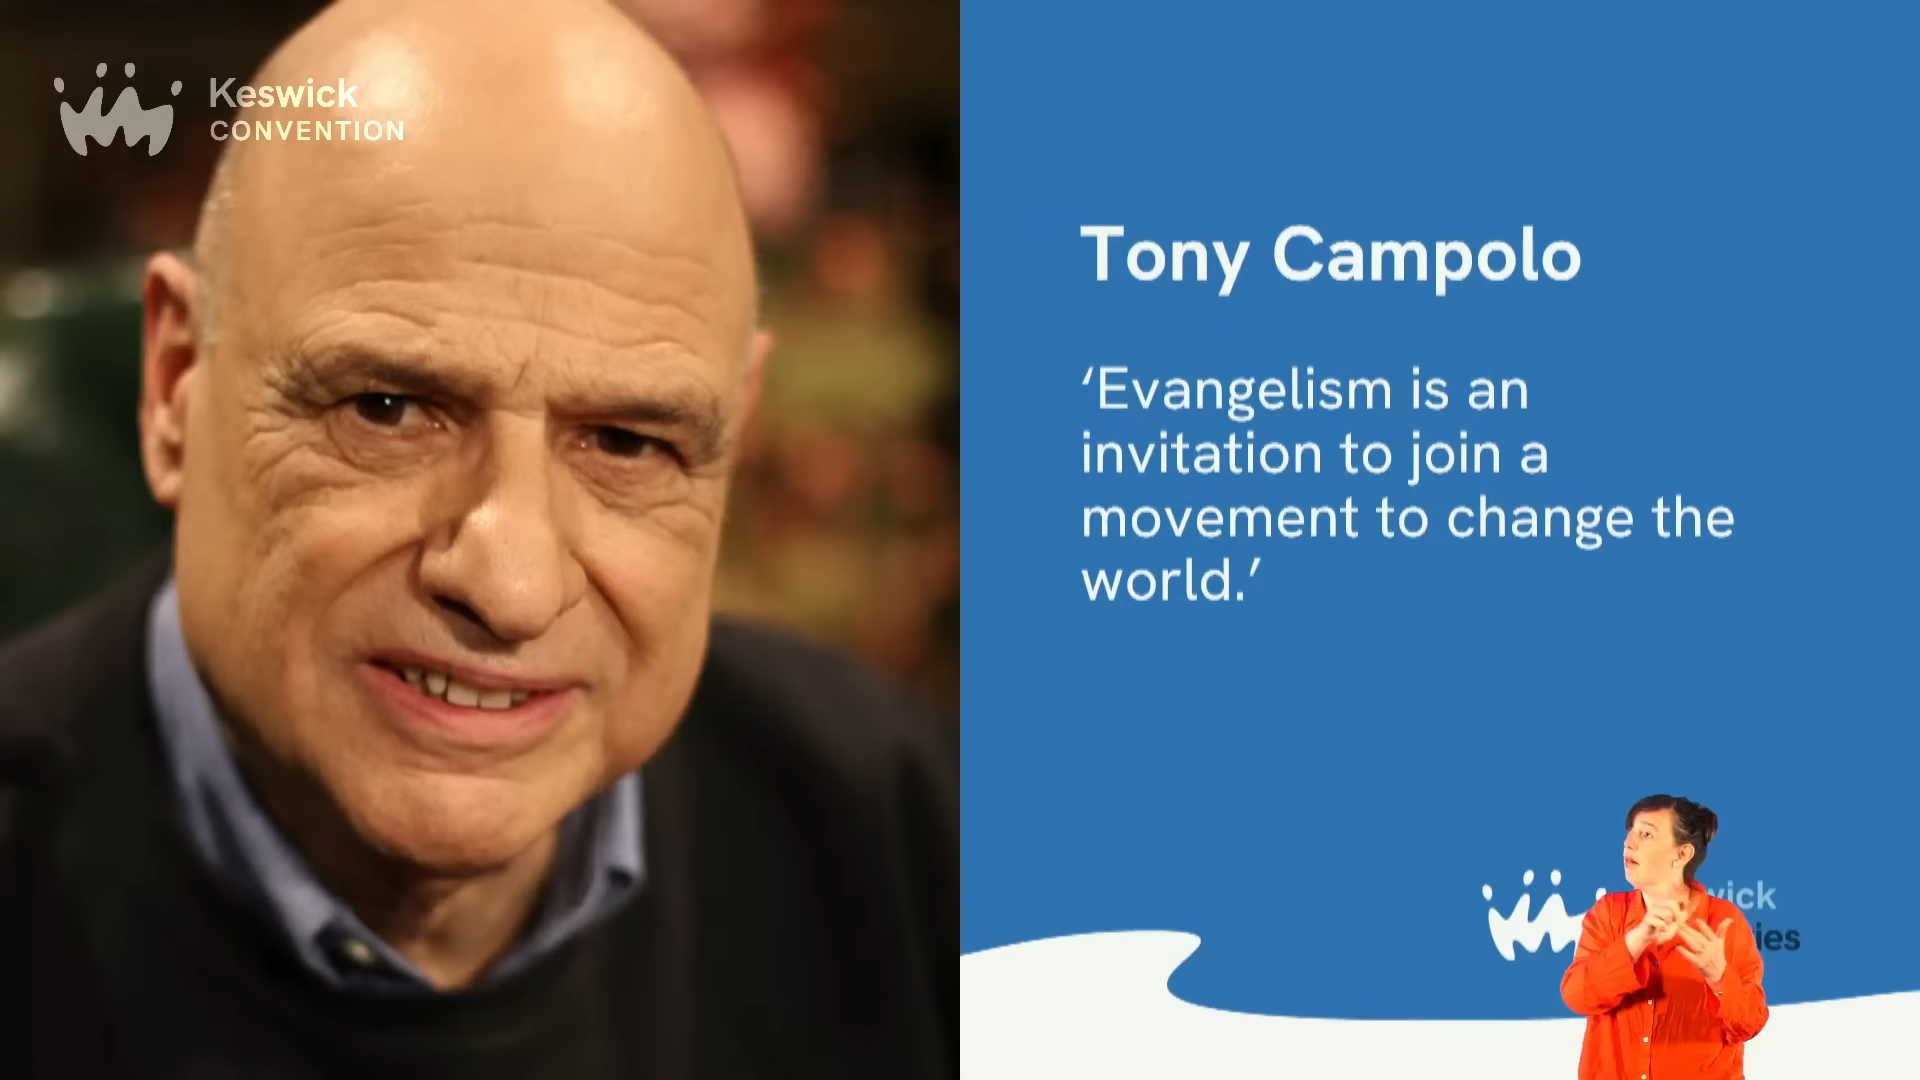 Keswick
CONVENTION
Tony Campolo
‘Evangelism is an
invitation to join a
movement to change the
world.’